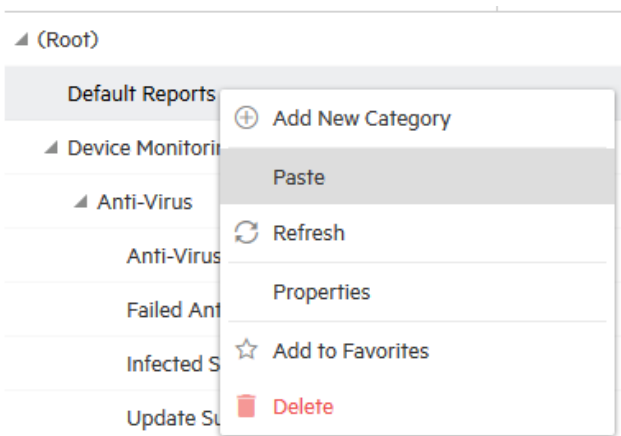 (Root)
Default Reports
Add New Category
Device Monitorin
Paste
Anti-Virus
Refresh
Anti-Virus
Properties
Failed Ant
Add to Favorites
Infected S
Delete
Update Su